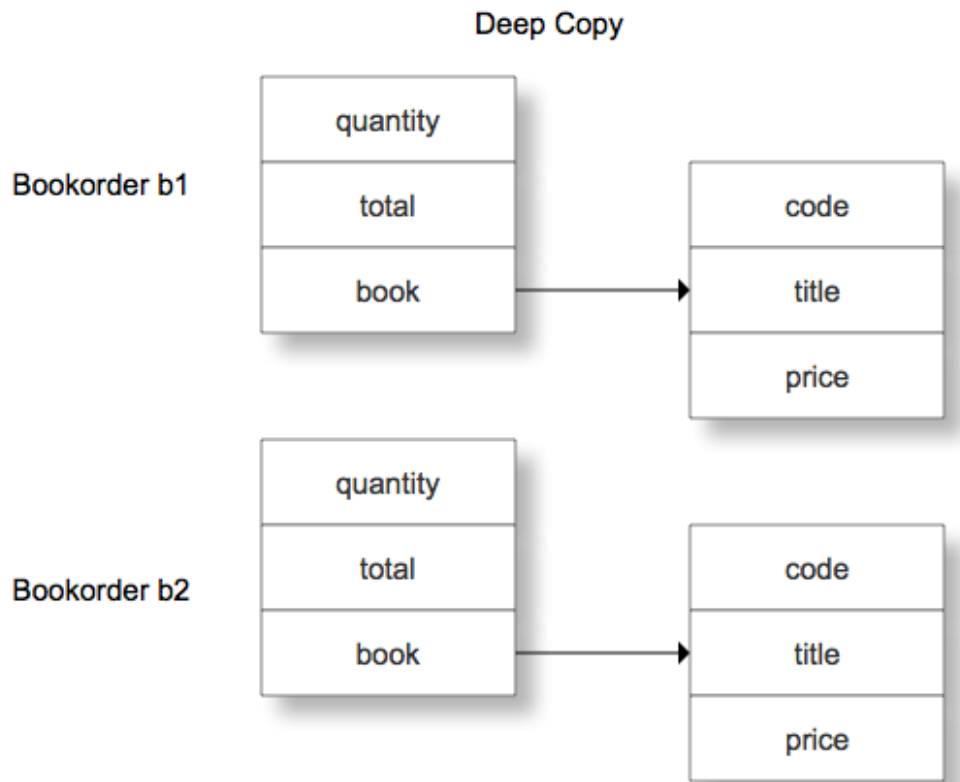 Deep Copy
Bookorder b1
quantity
total
book
code
title
price
Bookorder b2
quantity
total
book
code
title
price